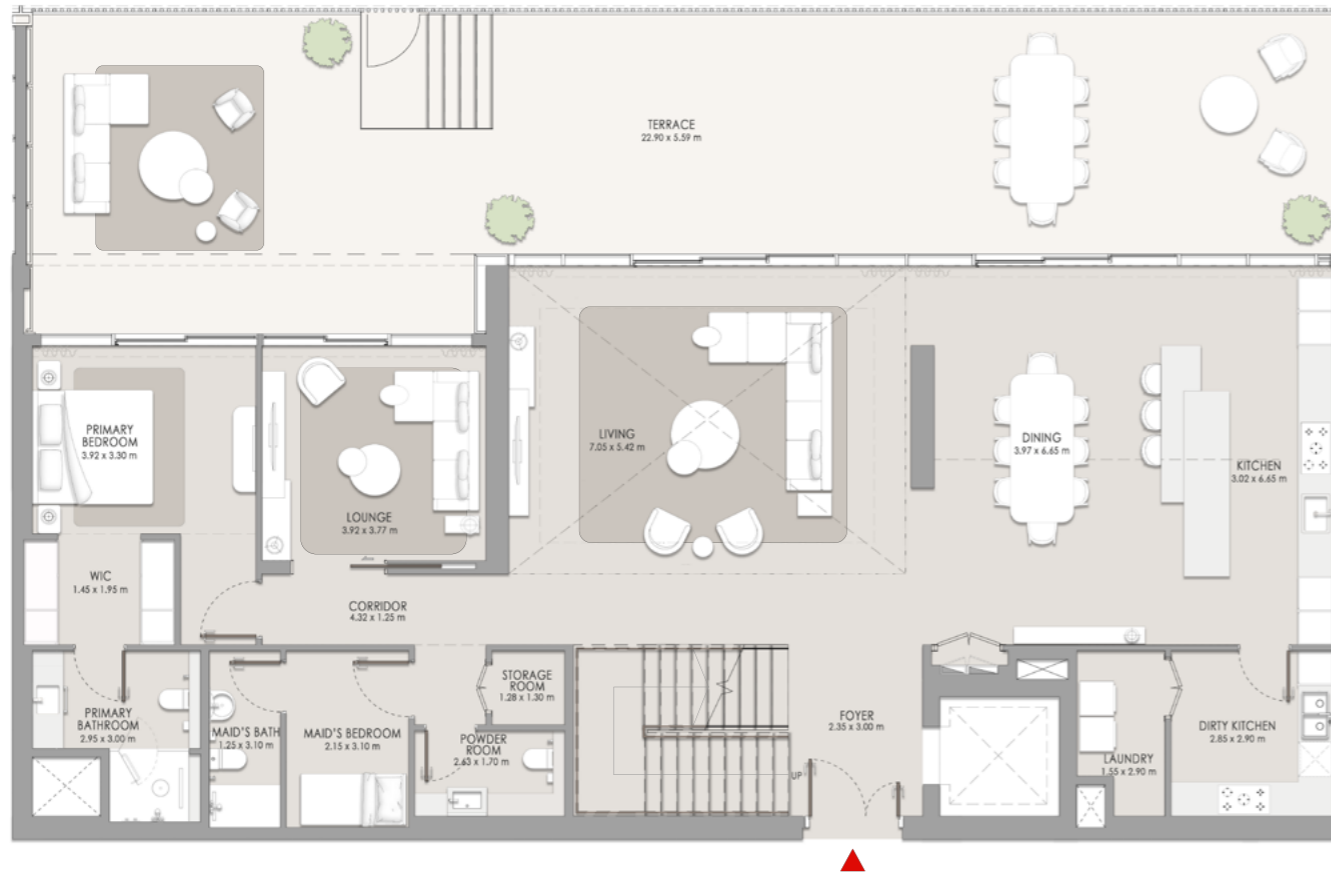 TERRACE
22.90 x 5.59 m
PRIMARY
BEDROOM
3.92 x 3.30 m
LOUNGE
3.92 x 3.77 m
LIVING
7.05 x 5.42 m
DINING
3.97 x 6.65 m
KITCHEN
3.02 x 6.65 m
WIC
1.45 x 1.95 m
CORRIDOR
4.32 x 1.25 m
PRIMARY
BATHROOM
2.95 x 3.00 m
MAID'S BATH
1.25 x 3.10 m
MAID'S BEDROOM
2.15 x 3.10 m
STORAGE
ROOM
1.28 x 1.30 m
POWDER
ROOM
2.63 x 1.70 m
UP
FOYER
2.35 x 3.00 m
LAUNDRY
1.55 x 2.90 m
DIRTY KITCHEN
2.85 x 2.90 m